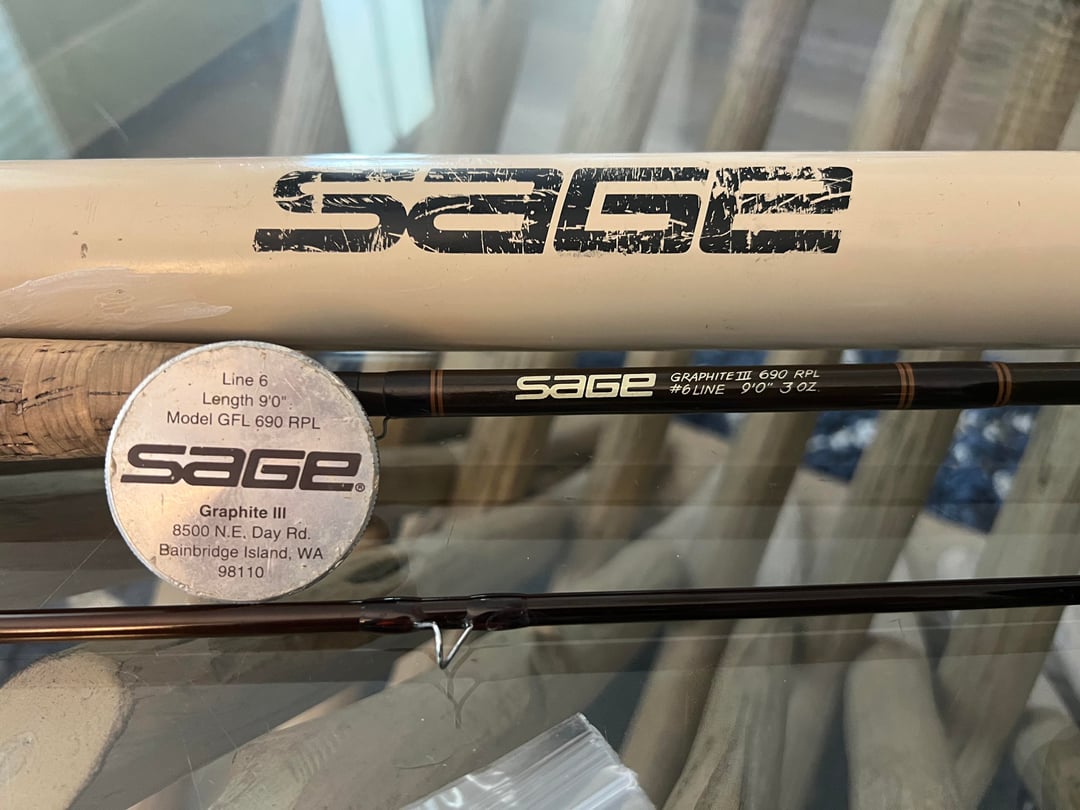 SAGE
SAGE GRAPHITE III 690 RPL
#6 LINE 9'0" 3 OZ.
Line 6
Length 9'0"
Model GFL 690 RPL
SAGE®
Graphite III
8500 N.E. Day Rd.
Bainbridge Island, WA
98110